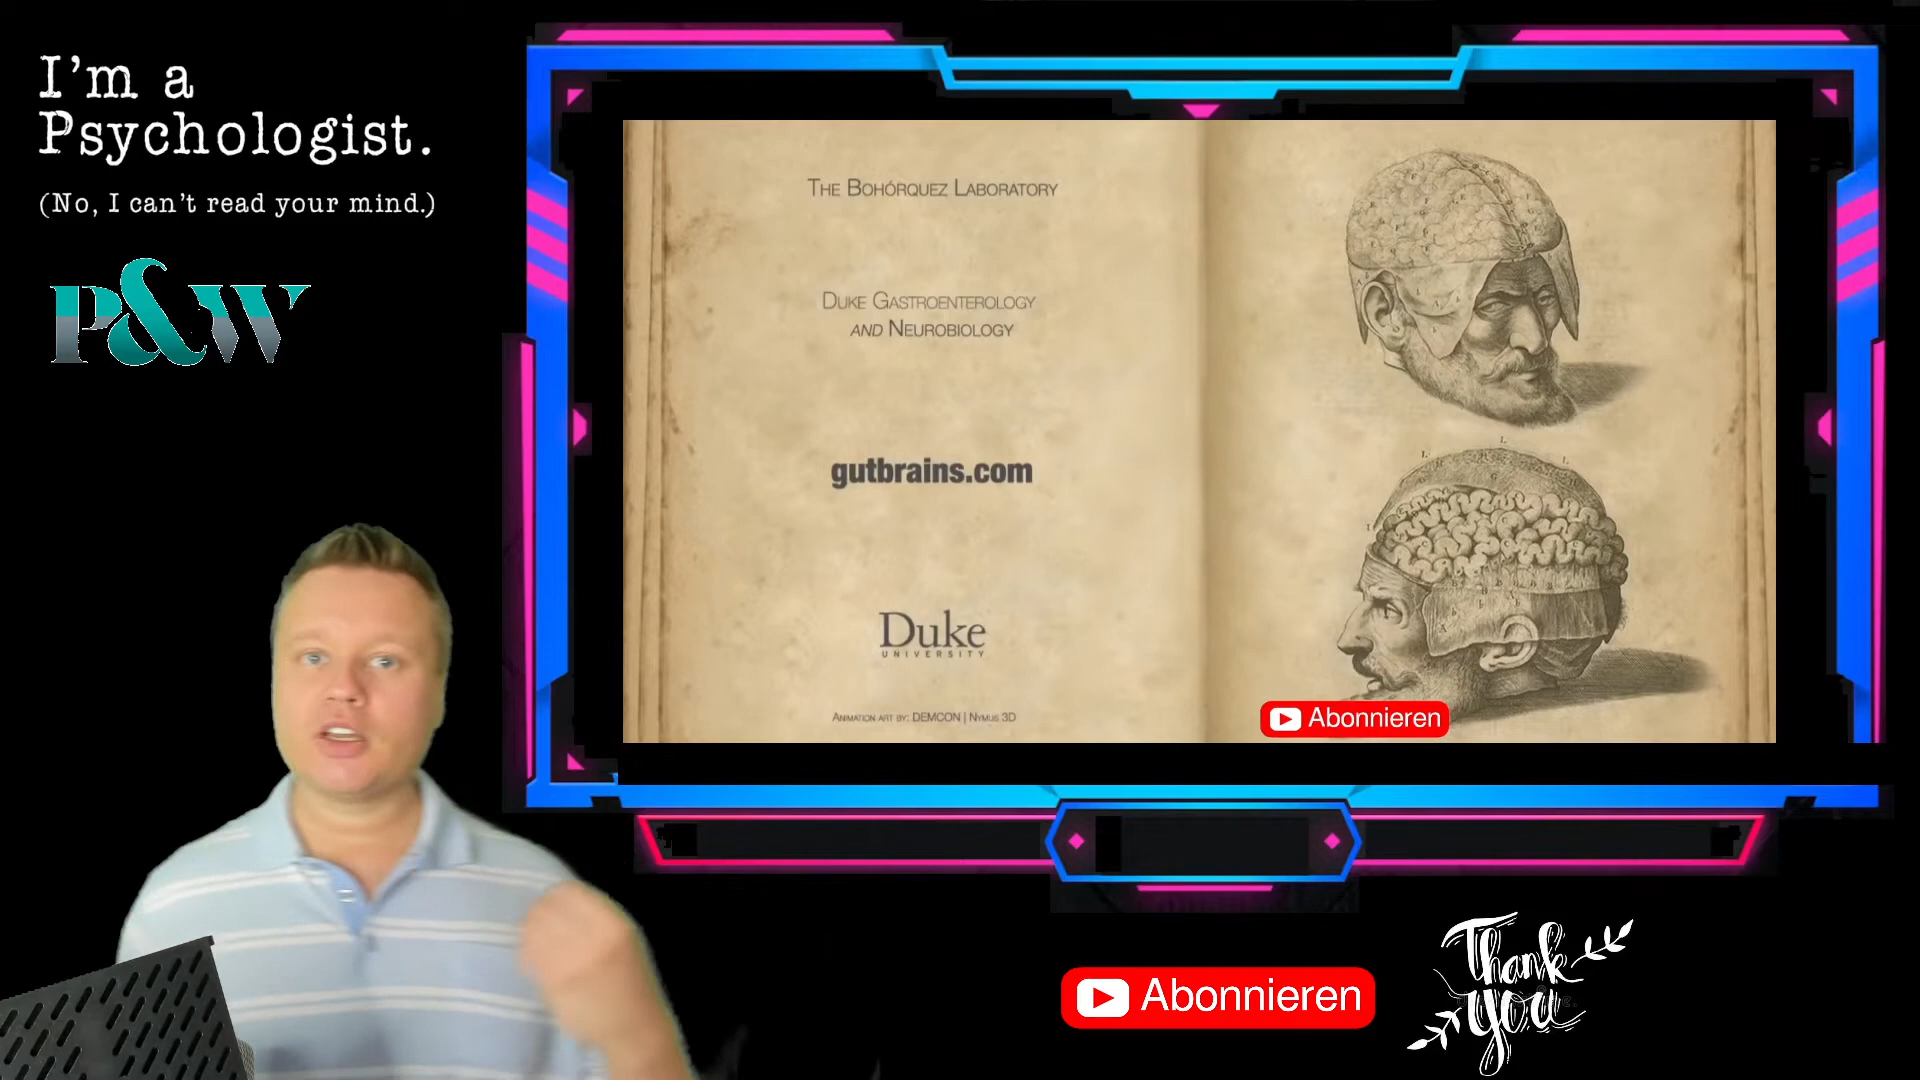 I'm a
Psychologist.
(No, I can't read your mind.)
P&W
THE BOHÓRQUEZ LABORATORY
DUKE GASTROENTEROLOGY
AND NEUROBIOLOGY
gutbrains.com
Duke
UNIVERSITY
ANIMATION ART BY: DEMCON | NYMUS 3D
Abonnieren
Abonnieren
Thank
you